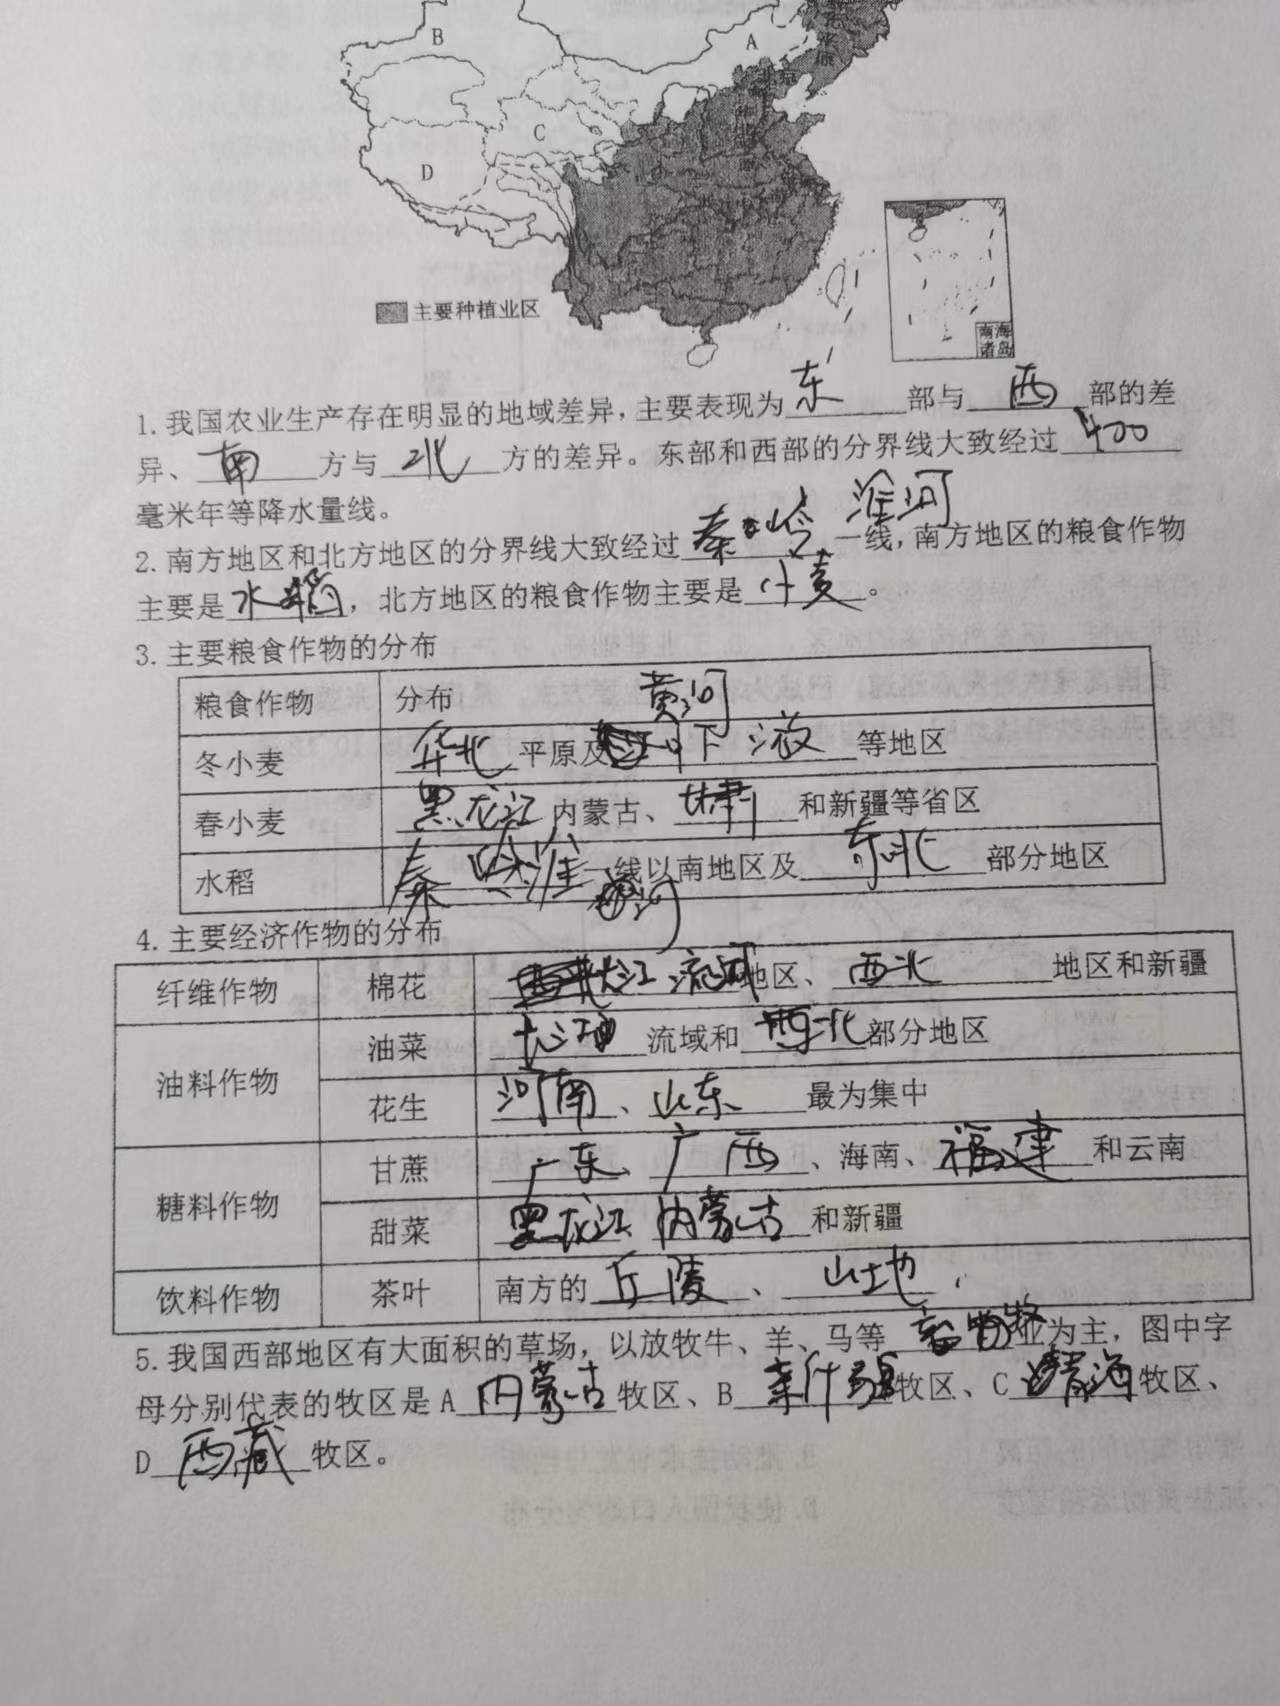 B
A
北京
C
D
主要种植业区
南海
诸岛
1.我国农业生产存在明显的地域差异,主要表现为东部与西部的差
异、南方与北方的差异。东部和西部的分界线大致经过400
毫米年等降水量线。
2.南方地区和北方地区的分界线大致经过秦岭淮河一线,南方地区的粮食作物
主要是水稻,北方地区的粮食作物主要是小麦。
3.主要粮食作物的分布
粮食作物 分布
冬小麦 华北平原及黄河下液等地区
春小麦 黑龙江内蒙古、甘肃和新疆等省区
水稻 秦岭淮河一线以南地区及东北部分地区
4.主要经济作物的分布
纤维作物 棉花 长江流域地区、西北地区和新疆
油料作物 油菜 长江流域和西北部分地区
花生 河南、山东最为集中
糖料作物 甘蔗 广东、广西、海南、福建和云南
甜菜 黑龙江、内蒙古和新疆
饮料作物 茶叶 南方的丘陵、山地
5.我国西部地区有大面积的草场,以放牧牛、羊、马等业为主,图中字
母分别代表的牧区是A内蒙古牧区、B新疆牧区、C青海牧区、
D西藏牧区。